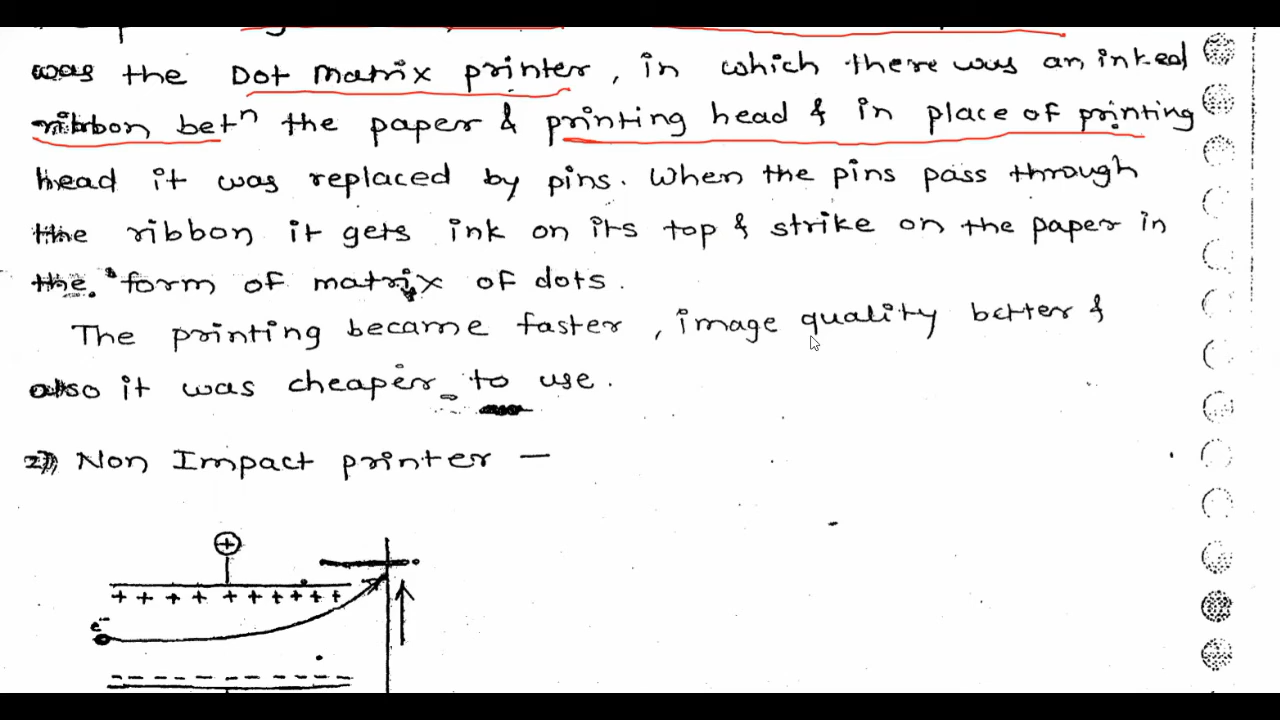 was the Dot matrix printer, in which there was an inked
ribbon betⁿ the paper & printing head & in place of printing
head it was replaced by pins. When the pins pass through
the ribbon it gets ink on its top & strike on the paper in
the form of matrix of dots.
The printing became faster, image quality better &
also it was cheaper to use.
2) Non Impact printer —
+
+ + + + + + + + + +
e⁻